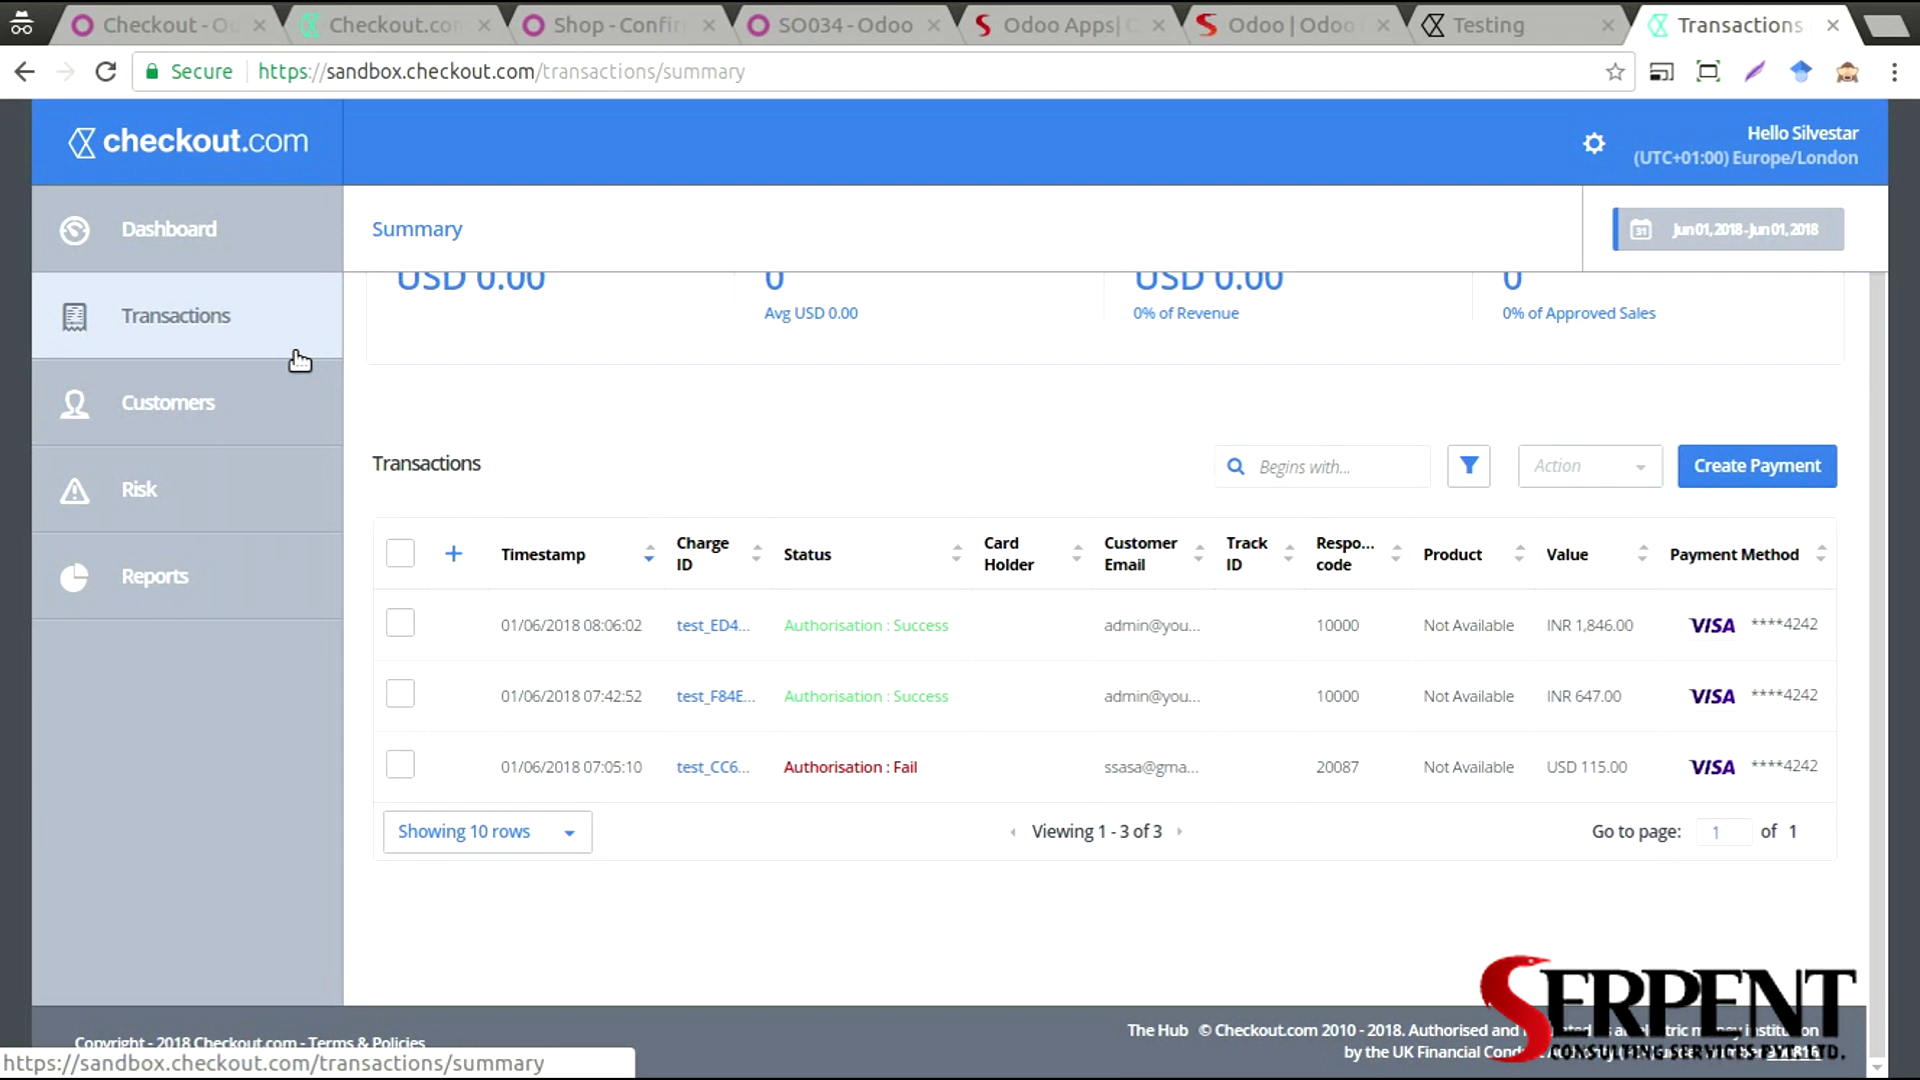 Checkout - O
Checkout.co
Shop - Confi
SO034 - Odoo
Odoo Apps|
Odoo | Odoo
Testing
Transactions
Secure
https://sandbox.checkout.com/transactions/summary
checkout.com
Hello Silvestar
(UTC+01:00) Europe/London
Dashboard
Summary
31
Jun 01, 2018 - Jun 01, 2018
Transactions
Customers
Risk
Reports
USD 0.00
0
Avg USD 0.00
USD 0.00
0% of Revenue
0
0% of Approved Sales
Transactions
Begins with...
Action
Create Payment
+ Timestamp Charge ID Status Card Holder Customer Email Track ID Respo... code Product Value Payment Method
01/06/2018 08:06:02 test_ED4... Authorisation : Success admin@you... 10000 Not Available INR 1,846.00 VISA ****4242
01/06/2018 07:42:52 test_F84E... Authorisation : Success admin@you... 10000 Not Available INR 647.00 VISA ****4242
01/06/2018 07:05:10 test_CC6... Authorisation : Fail ssasa@gma... 20087 Not Available USD 115.00 VISA ****4242
Showing 10 rows
Viewing 1 - 3 of 3
Go to page: 1 of 1
Copyright - 2018 Checkout.com - Terms & Policies
The Hub © Checkout.com 2010 - 2018. Authorised and
by the UK Financial
SERPENT
CONSULTING SERVICES PVT. LTD.
https://sandbox.checkout.com/transactions/summary